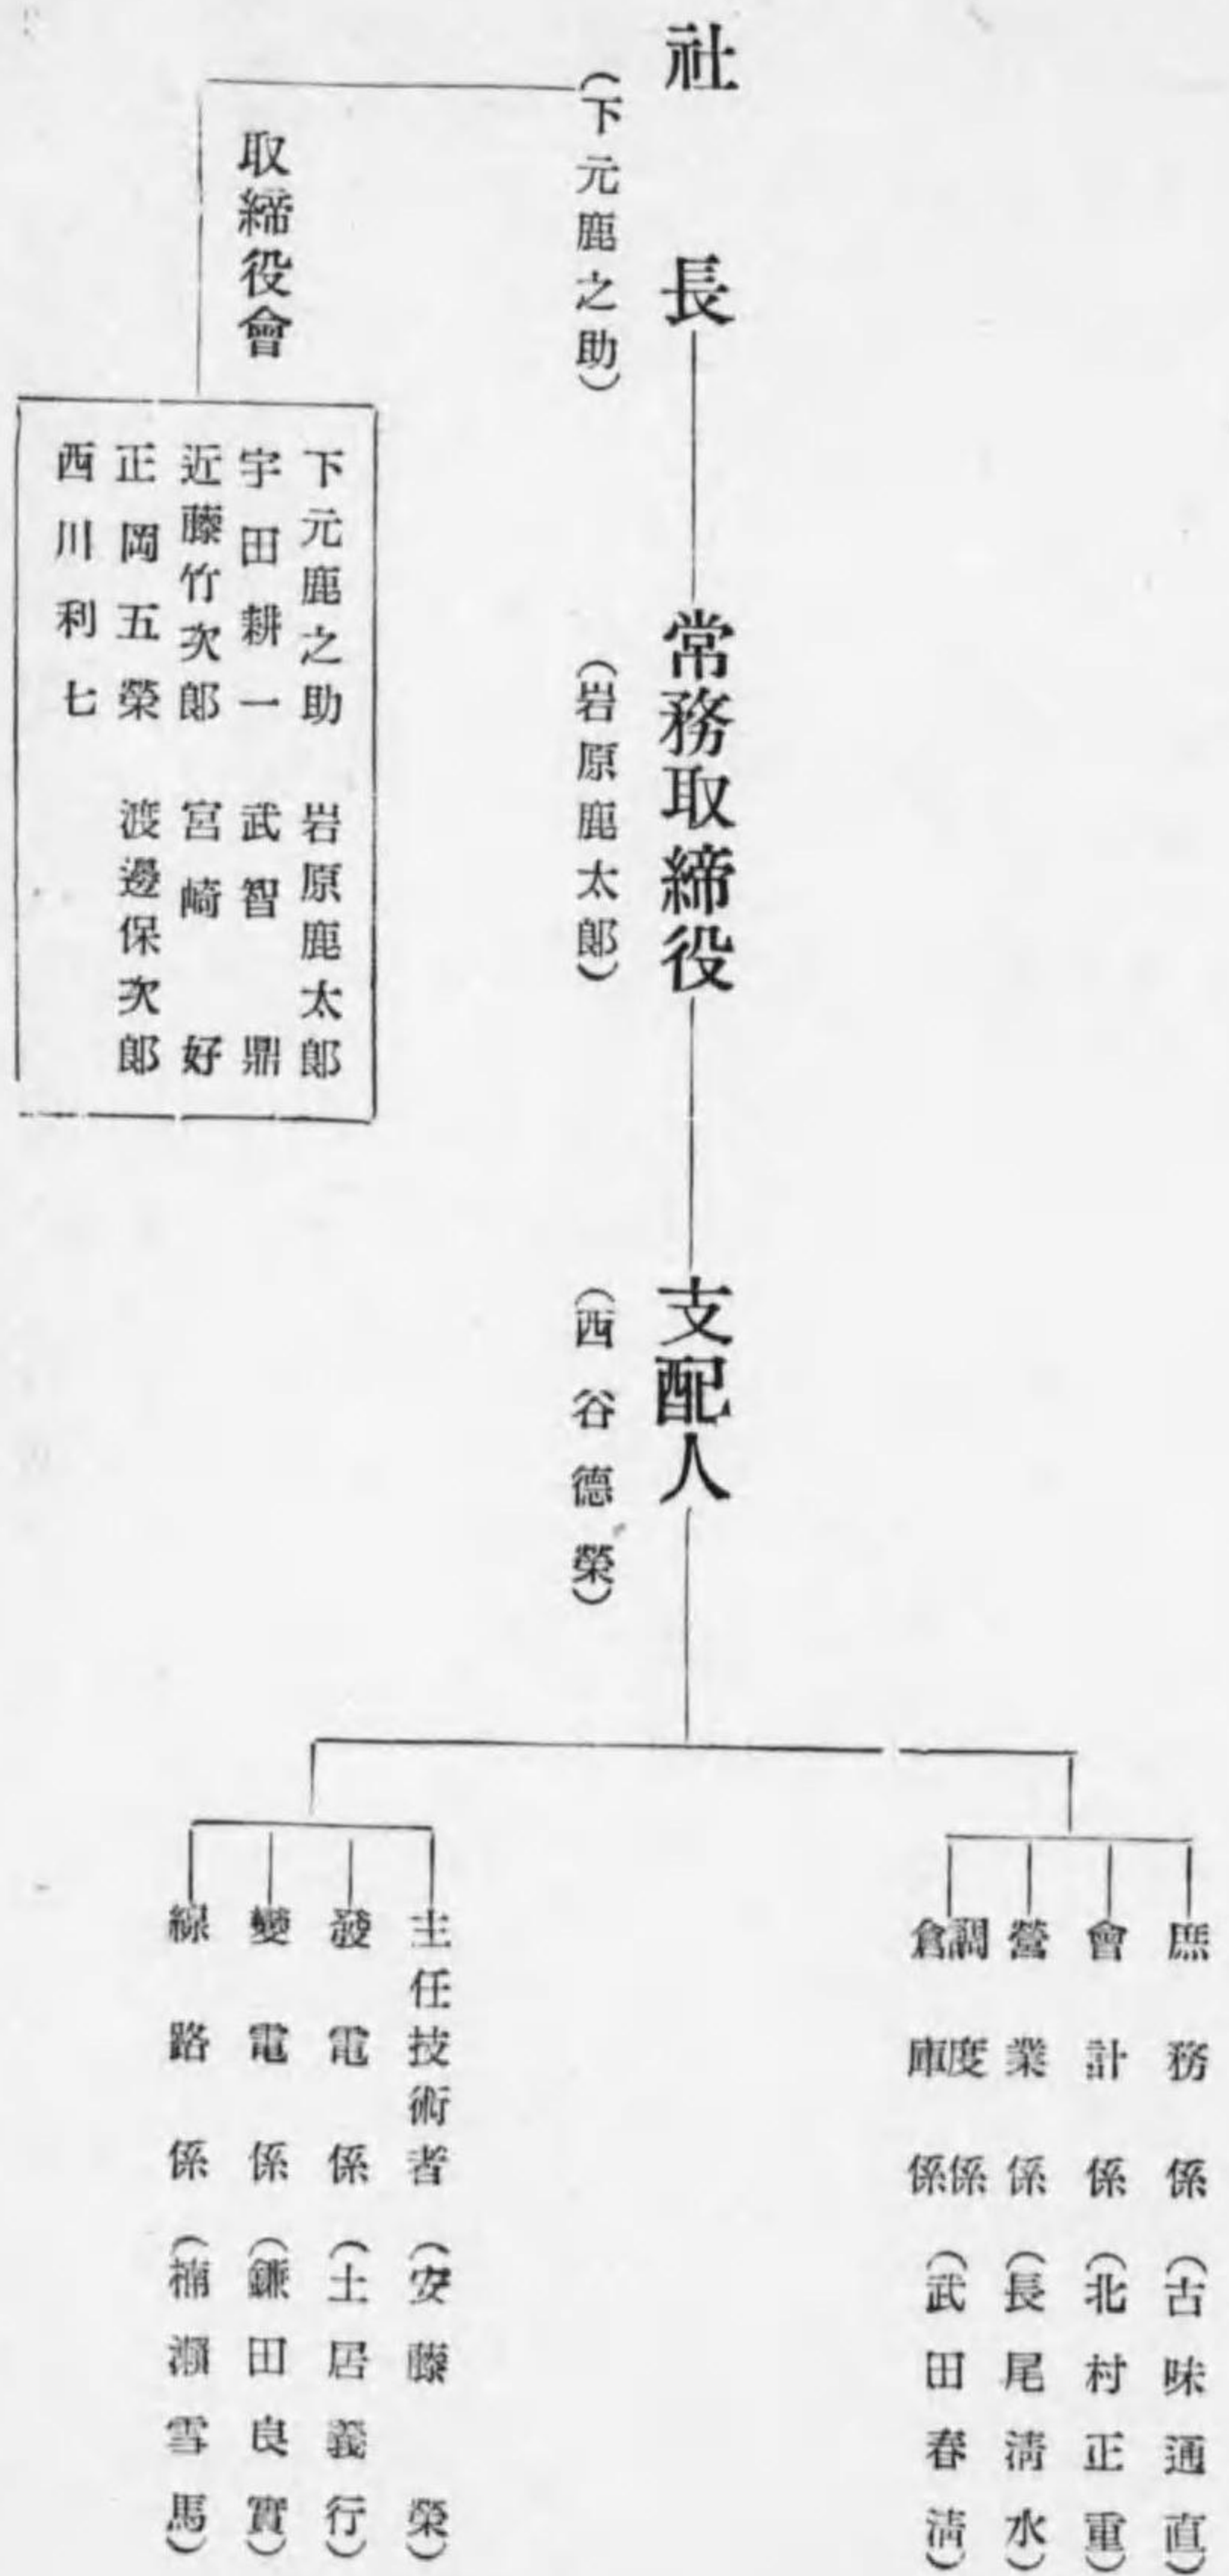 社長
(下元鹿之助)
常務取締役
(岩原鹿太郎)
支配人
(西谷德榮)
取締役會
下元鹿之助 岩原鹿太郎
宇田耕一 武智鼎
近藤竹次郎 宮崎好
正岡五榮 渡邊保次郎
西川利七
庶務係(古味通直)
會計係(北村正重)
營業係(長尾淸水)
調度係
倉庫係(武田春淸)
主任技術者(安藤榮)
發電係(土居義行)
變電係(鎌田良實)
線路係(楠瀬雪馬)